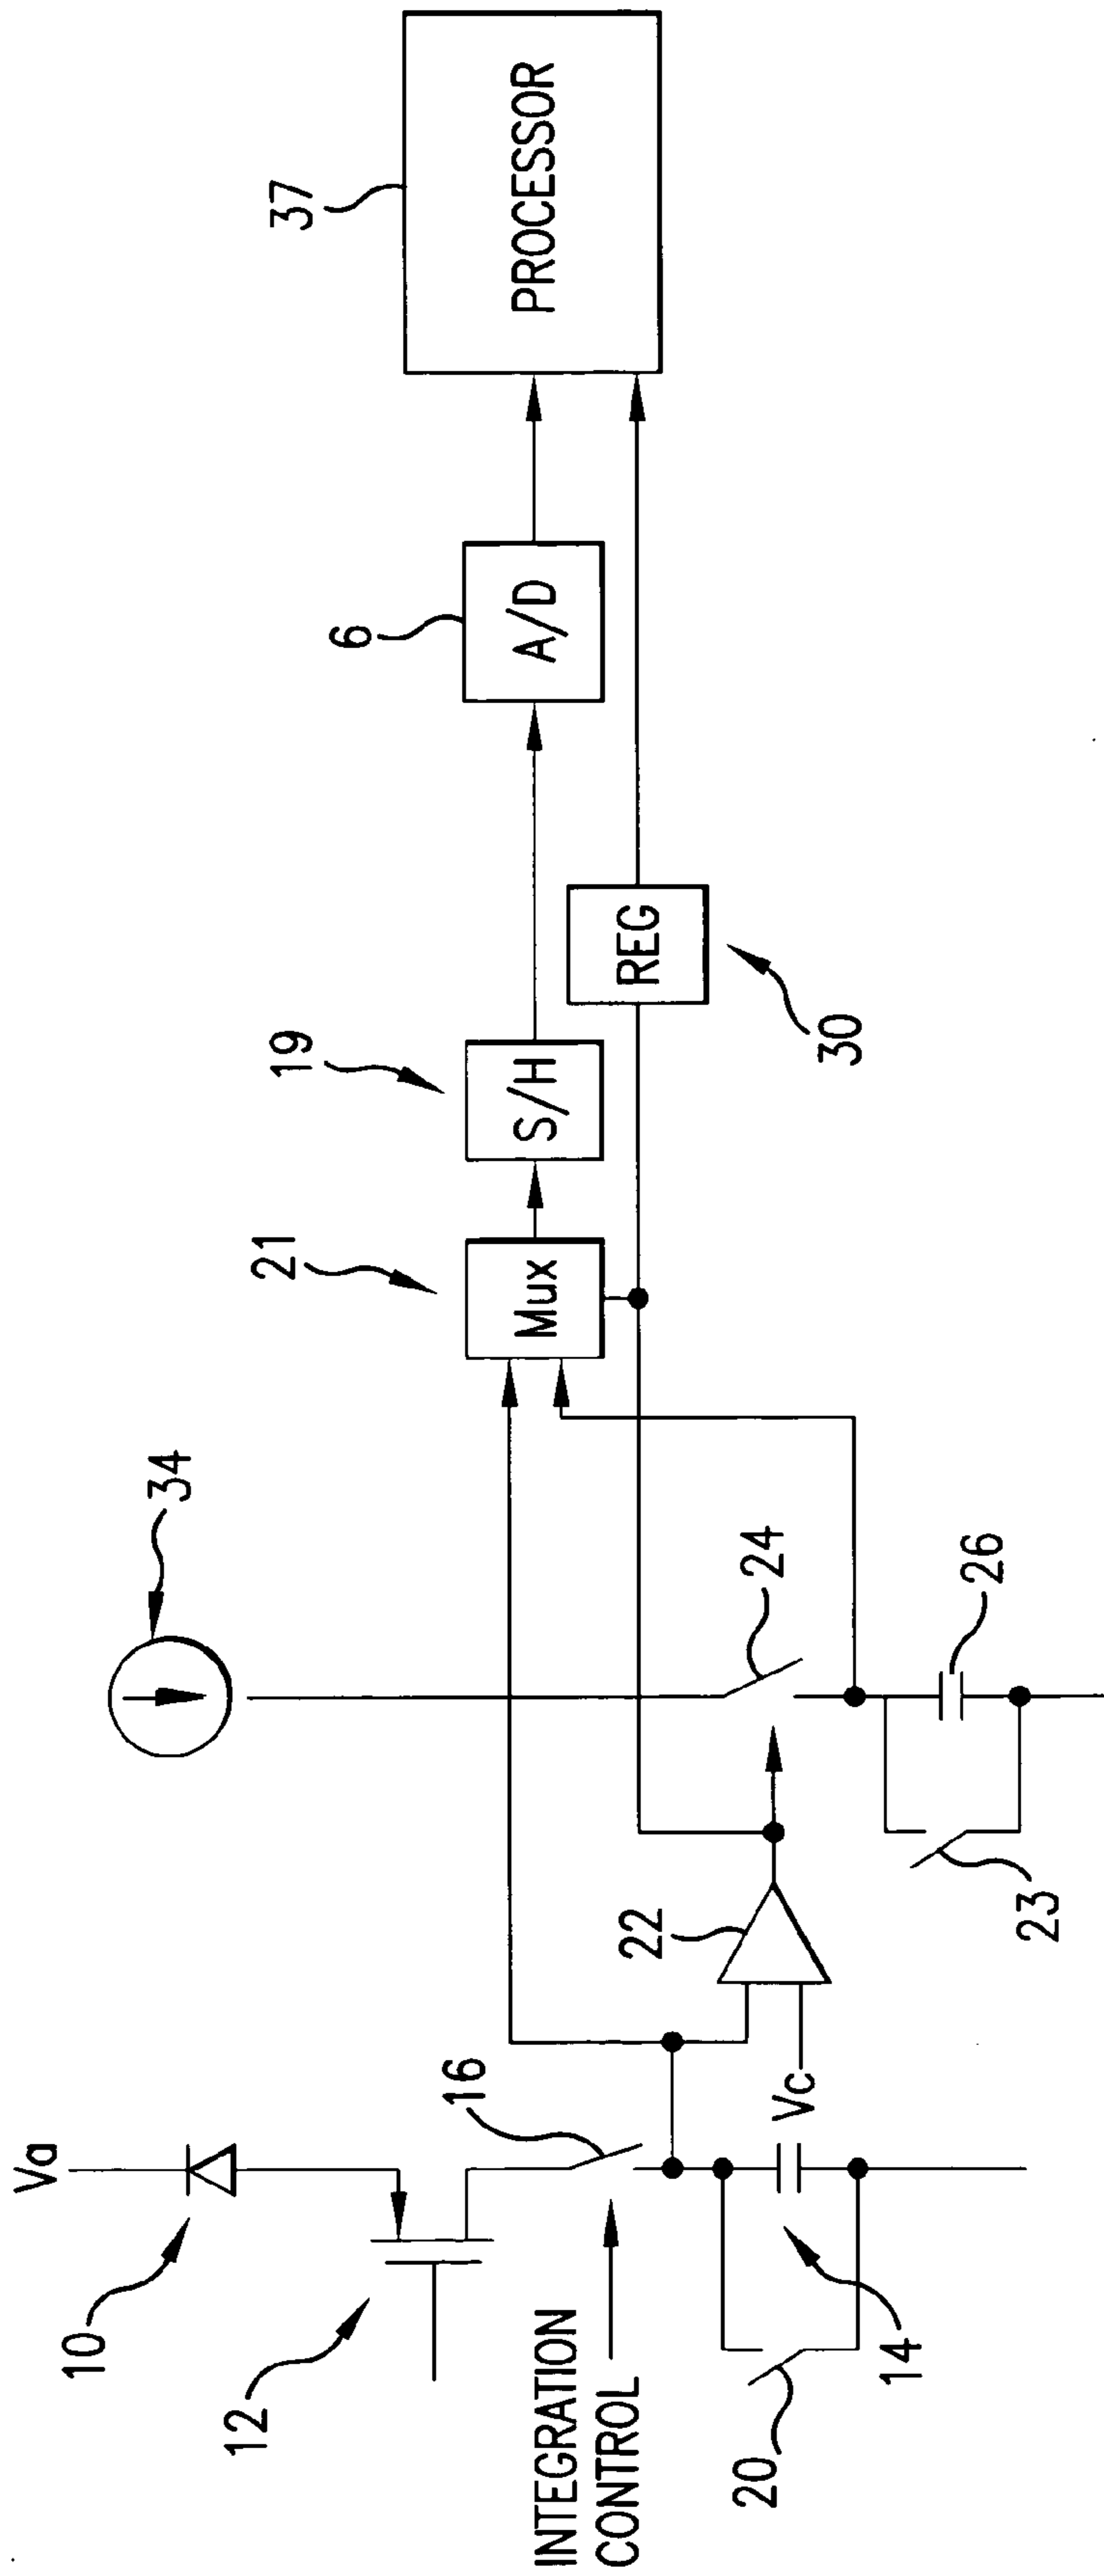 Va
10
12
INTEGRATION
CONTROL
16
20
14
Vc
22
34
24
23
26
21
Mux
19
S/H
REG
30
6
A/D
37
PROCESSOR